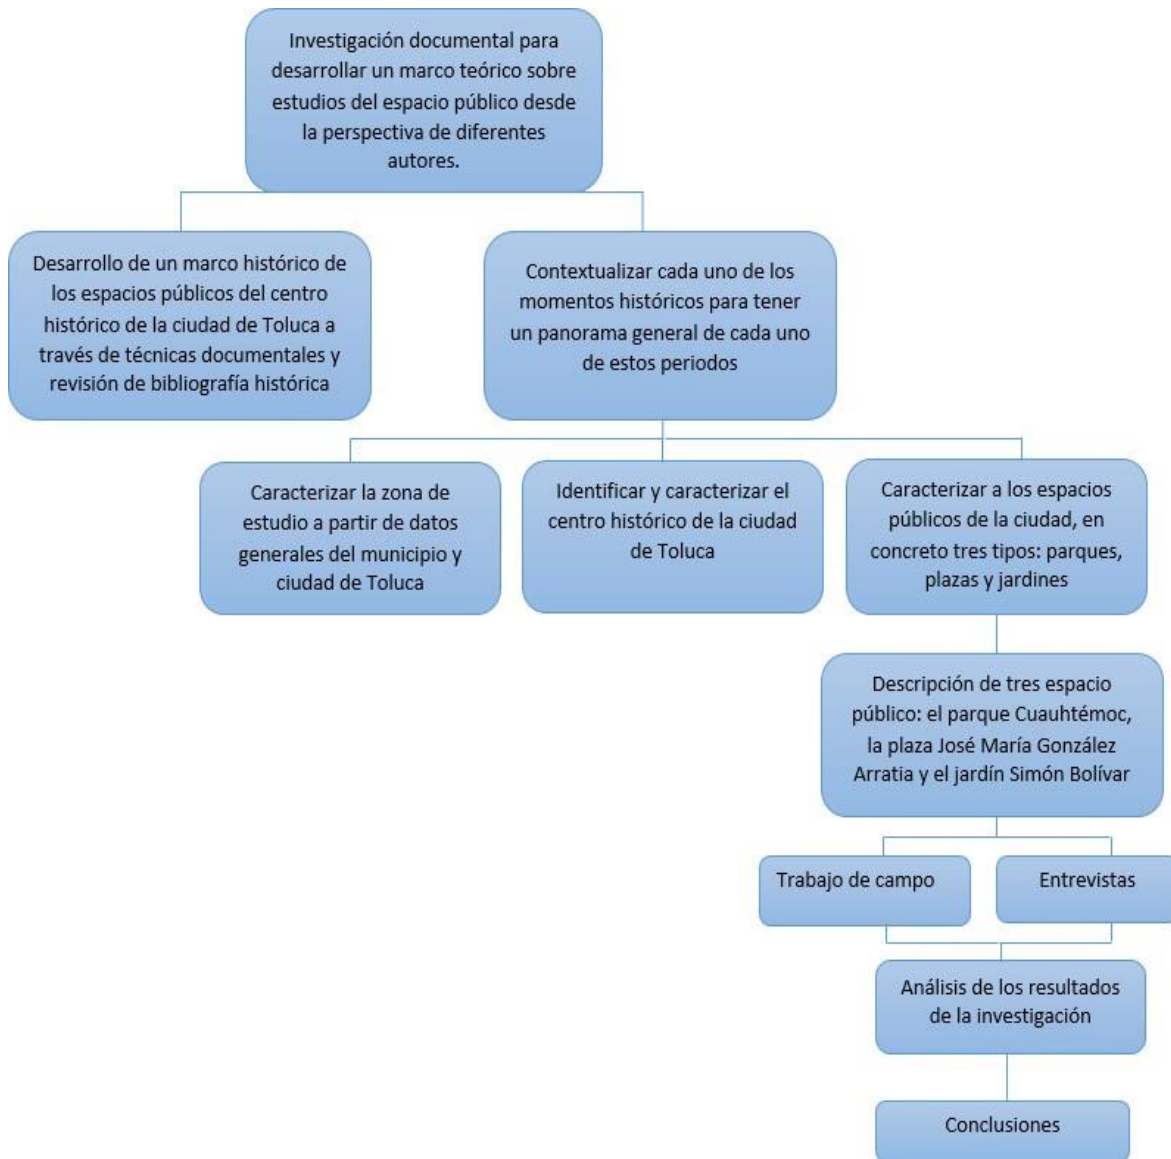 Investigación documental para
desarrollar un marco teórico sobre
estudios del espacio público desde
la perspectiva de diferentes
autores.
Desarrollo de un marco histórico de
los espacios públicos del centro
histórico de la ciudad de Toluca a
través de técnicas documentales y
revisión de bibliografía histórica
Contextualizar cada uno de los
momentos históricos para tener
un panorama general de cada uno
de estos periodos
Caracterizar la zona de
estudio a partir de datos
generales del municipio y
ciudad de Toluca
Identificar y caracterizar el
centro histórico de la ciudad
de Toluca
Caracterizar a los espacios
públicos de la ciudad, en
concreto tres tipos: parques,
plazas y jardines
Descripción de tres espacio
público: el parque Cuauhtémoc,
la plaza José María González
Arratia y el jardín Simón Bolívar
Trabajo de campo
Entrevistas
Análisis de los resultados
de la investigación
Conclusiones